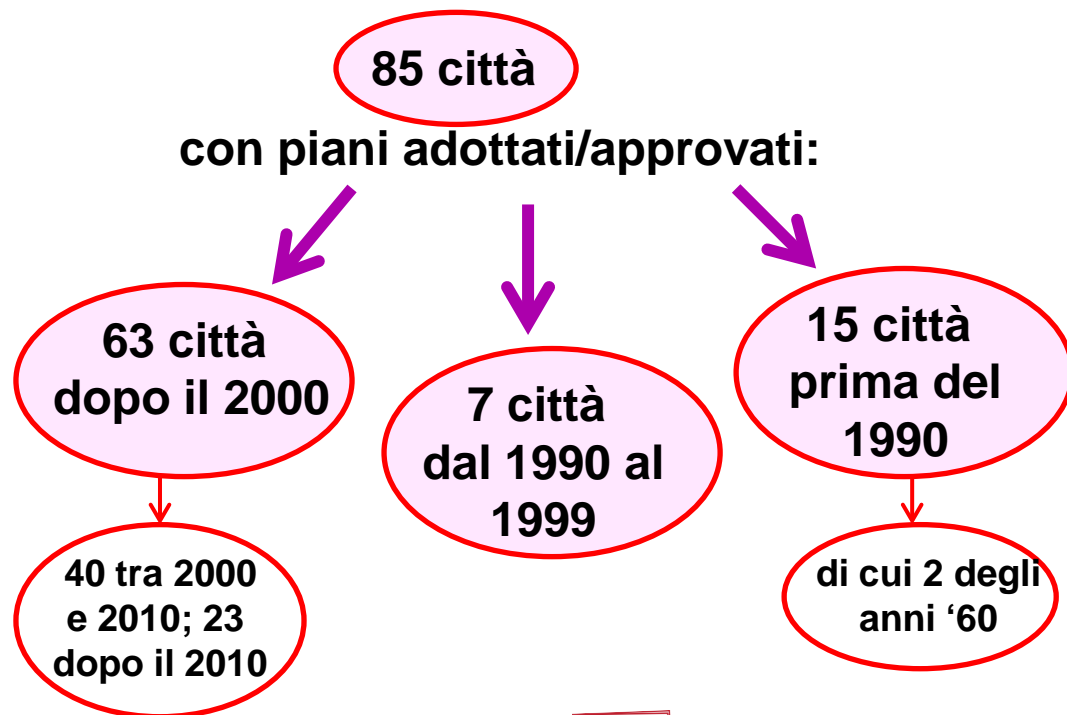 85 città
con piani adottati/approvati:
63 città
dopo il 2000
7 città
dal 1990 al
1999
15 città
prima del
1990
40 tra 2000
e 2010; 23
dopo il 2010
di cui 2 degli
anni ‘60